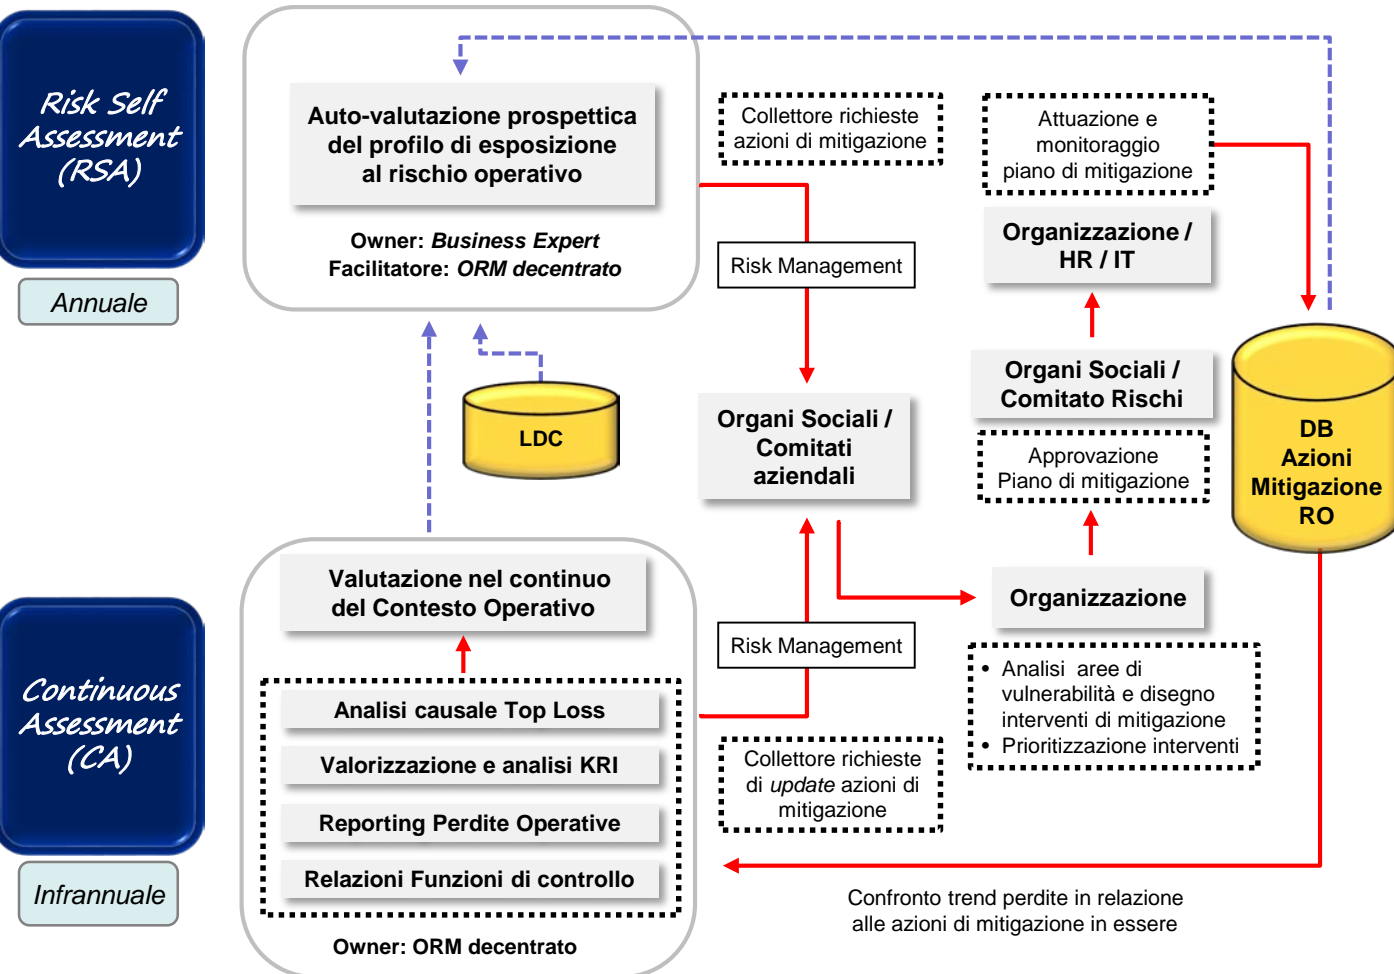 Risk Self
Assessment
(RSA)
Annuale
Auto-valutazione prospettica
del profilo di esposizione
al rischio operativo
Owner: Business Expert
Facilitatore: ORM decentrato
Collettore richieste
azioni di mitigazione
Risk Management
Attuazione e
monitoraggio
piano di mitigazione
Organizzazione /
HR / IT
Organi Sociali /
Comitato Rischi
Approvazione
Piano di mitigazione
LDC
Organi Sociali /
Comitati
aziendali
DB
Azioni
Mitigazione
RO
Continuous
Assessment
(CA)
Infrannuale
Valutazione nel continuo
del Contesto Operativo
Analisi causale Top Loss
Valorizzazione e analisi KRI
Reporting Perdite Operative
Relazioni Funzioni di controllo
Owner: ORM decentrato
Risk Management
Collettore richieste
di update azioni di
mitigazione
Organizzazione
• Analisi aree di
vulnerabilità e disegno
interventi di mitigazione
• Prioritizzazione interventi
Confronto trend perdite in relazione
alle azioni di mitigazione in essere